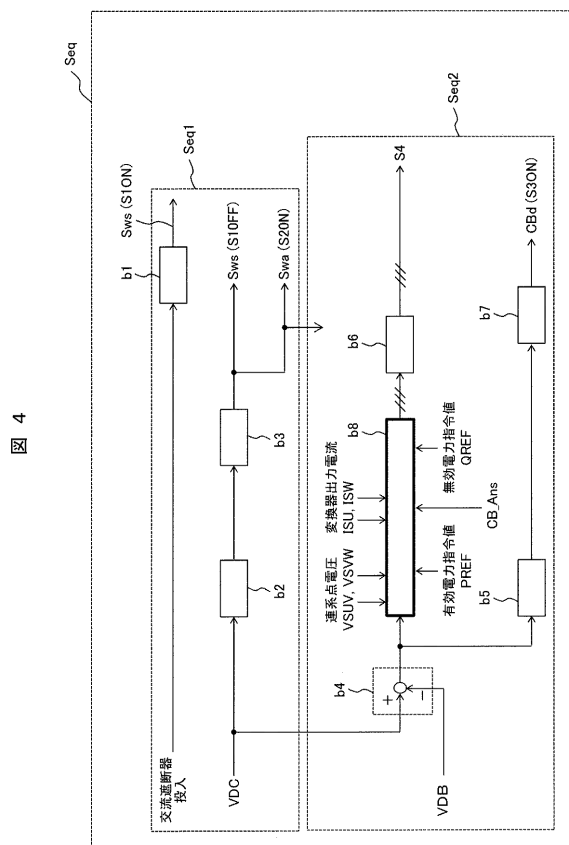 図 4
Seq
Seq1
交流遮断器
投入
b1
Sws (S1ON)
VDC
b2
b3
Sws (S1OFF)
Swa (S2ON)
Seq2
b4
+
−
VDB
連系点電圧
VSUV, VSVW
変換器出力電流
ISU, ISW
b8
有効電力指令値
PREF
CB_Ans
無効電力指令値
QREF
b6
S4
b5
b7
CBd (S3ON)